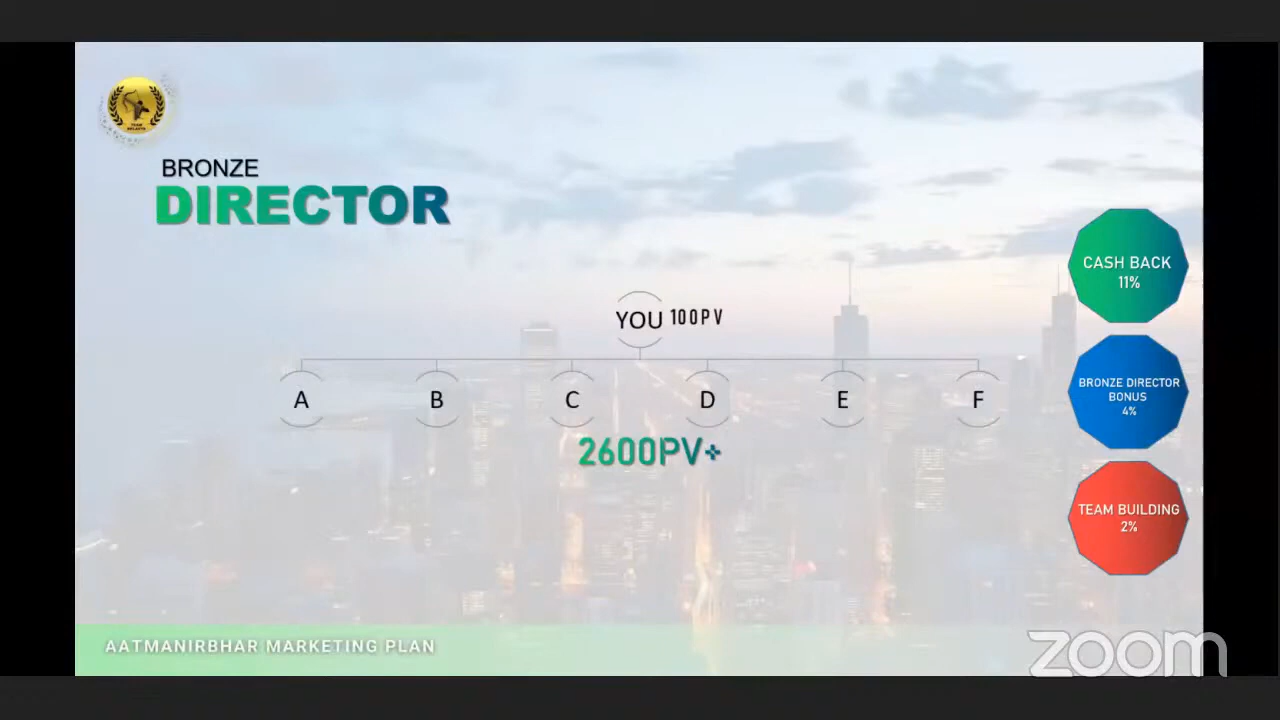 BRONZE
DIRECTOR
CASH BACK
11%
YOU 100PV
BRONZE DIRECTOR
BONUS
4%
A B C D E F
2600PV+
TEAM BUILDING
2%
AATMANIRBHAR MARKETING PLAN
zoom